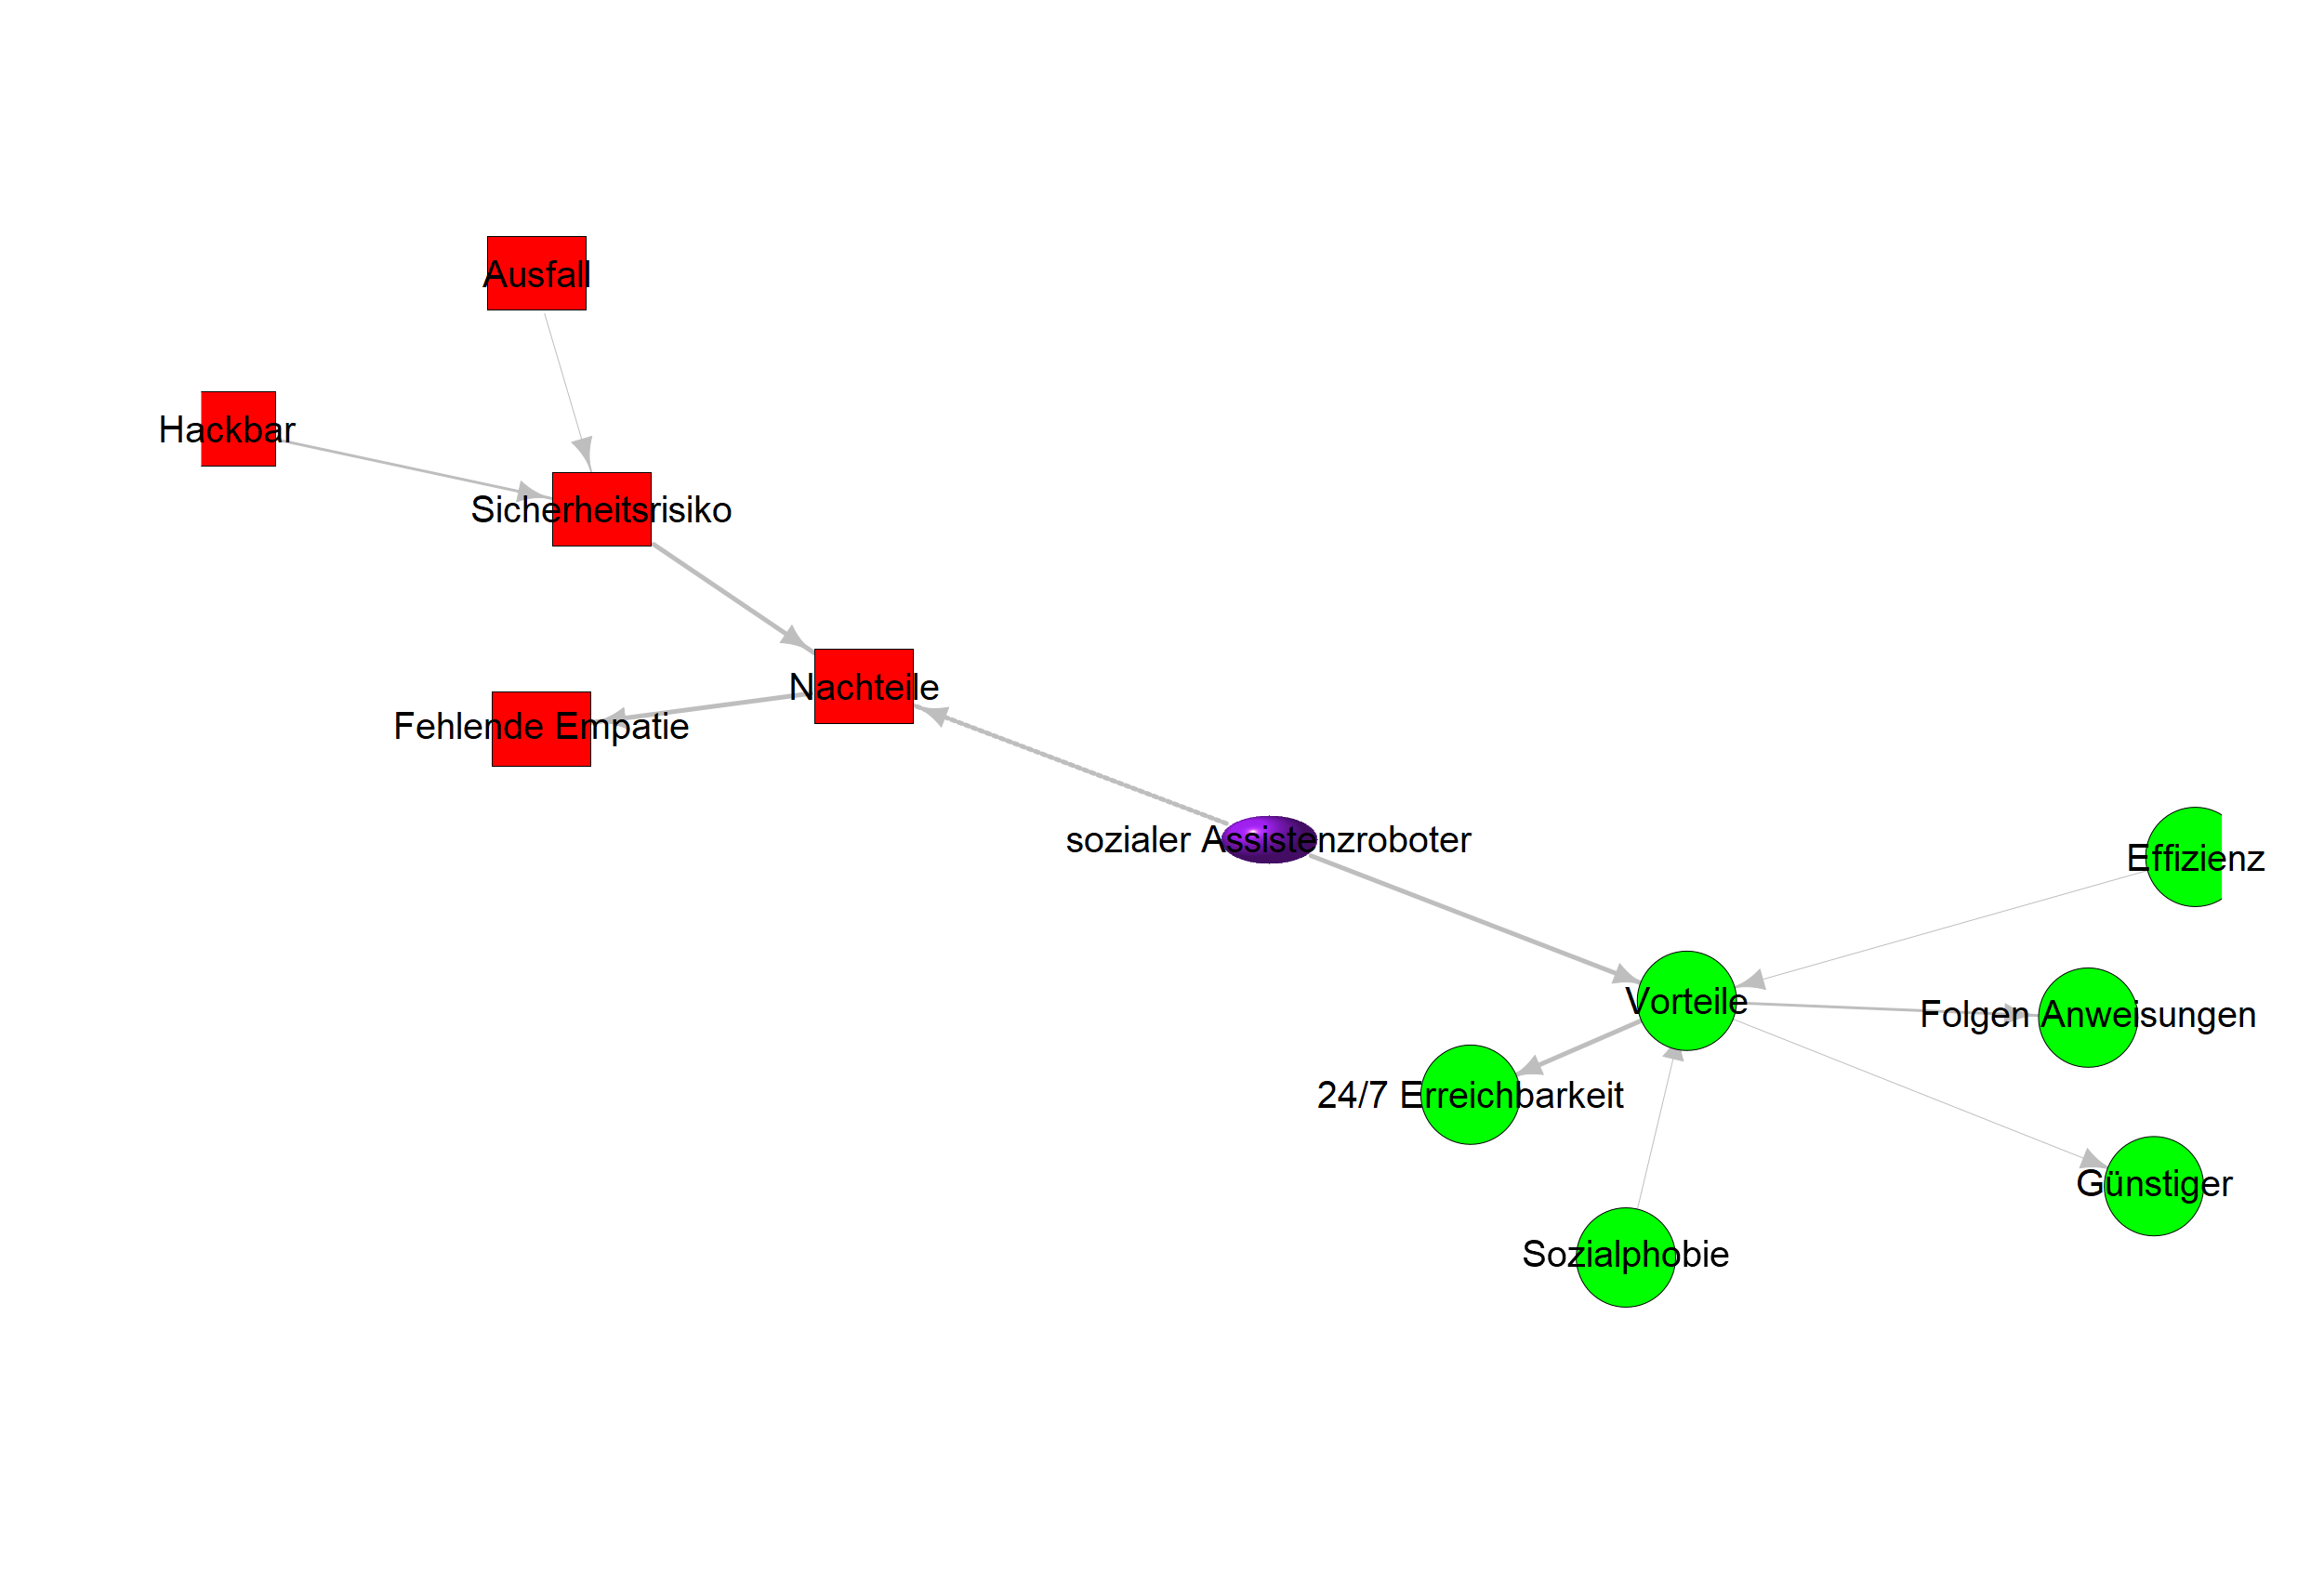 Ausfall
Hackbar
Sicherheitsrisiko
Nachteile
Fehlende Empatie
sozialer Assistenzroboter
Effizienz
Vorteile
Folgen Anweisungen
24/7 Erreichbarkeit
Günstiger
Sozialphobie